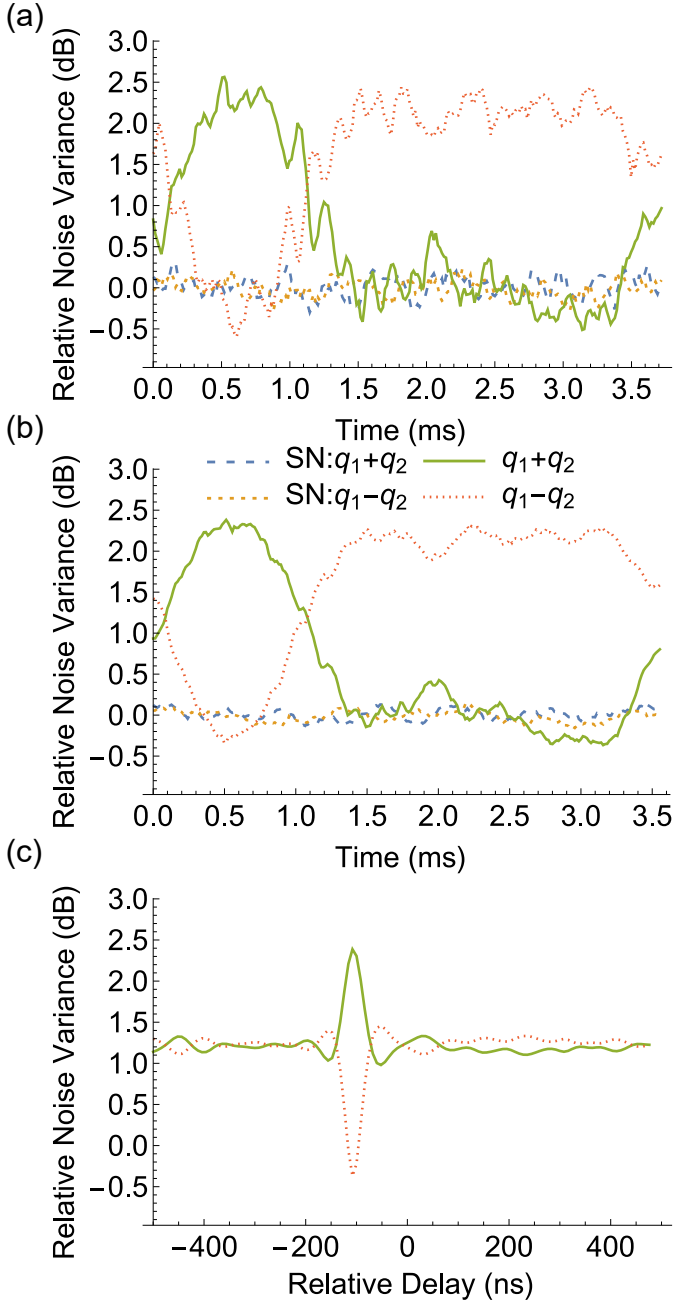 (a)
Relative Noise Variance (dB)
3.0
2.5
2.0
1.5
1.0
0.5
0.0
−0.5
0.0 0.5 1.0 1.5 2.0 2.5 3.0 3.5
Time (ms)
(b)
Relative Noise Variance (dB)
SN:q1+q2 q1+q2
SN:q1−q2 q1−q2
3.0
2.5
2.0
1.5
1.0
0.5
0.0
−0.5
0.0 0.5 1.0 1.5 2.0 2.5 3.0 3.5
Time (ms)
(c)
Relative Noise Variance (dB)
3.0
2.5
2.0
1.5
1.0
0.5
0.0
−0.5
−400 −200 0 200 400
Relative Delay (ns)